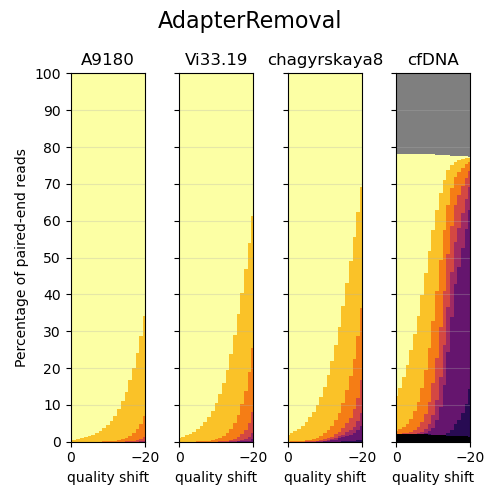 AdapterRemoval
A9180 Vi33.19 chagyrskaya8 cfDNA
Percentage of paired-end reads
100
90
80
70
60
50
40
30
20
10
0
0 −20 0 −20 0 −20 0 −20
quality shift quality shift quality shift quality shift